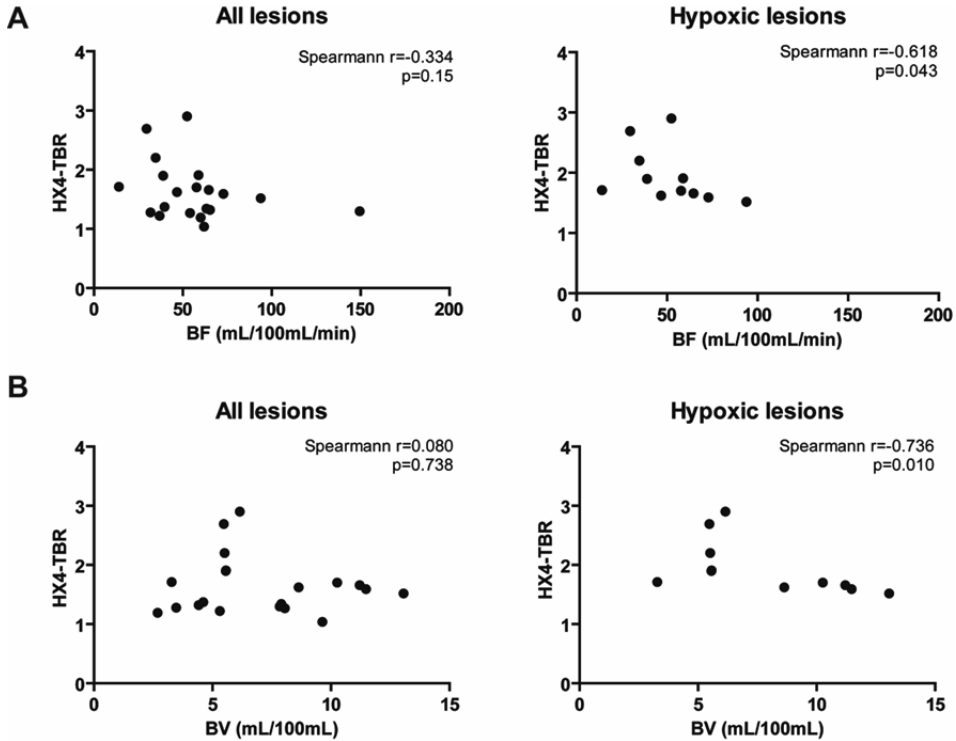 A
All lesions
Spearmann r=-0.334
p=0.15
4
3
2
1
0
HX4-TBR
0 50 100 150 200
BF (mL/100mL/min)
Hypoxic lesions
Spearmann r=-0.618
p=0.043
4
3
2
1
0
HX4-TBR
0 50 100 150 200
BF (mL/100mL/min)
B
All lesions
Spearmann r=0.080
p=0.738
4
3
2
1
0
HX4-TBR
0 5 10 15
BV (mL/100mL)
Hypoxic lesions
Spearmann r=-0.736
p=0.010
4
3
2
1
0
HX4-TBR
0 5 10 15
BV (mL/100mL)